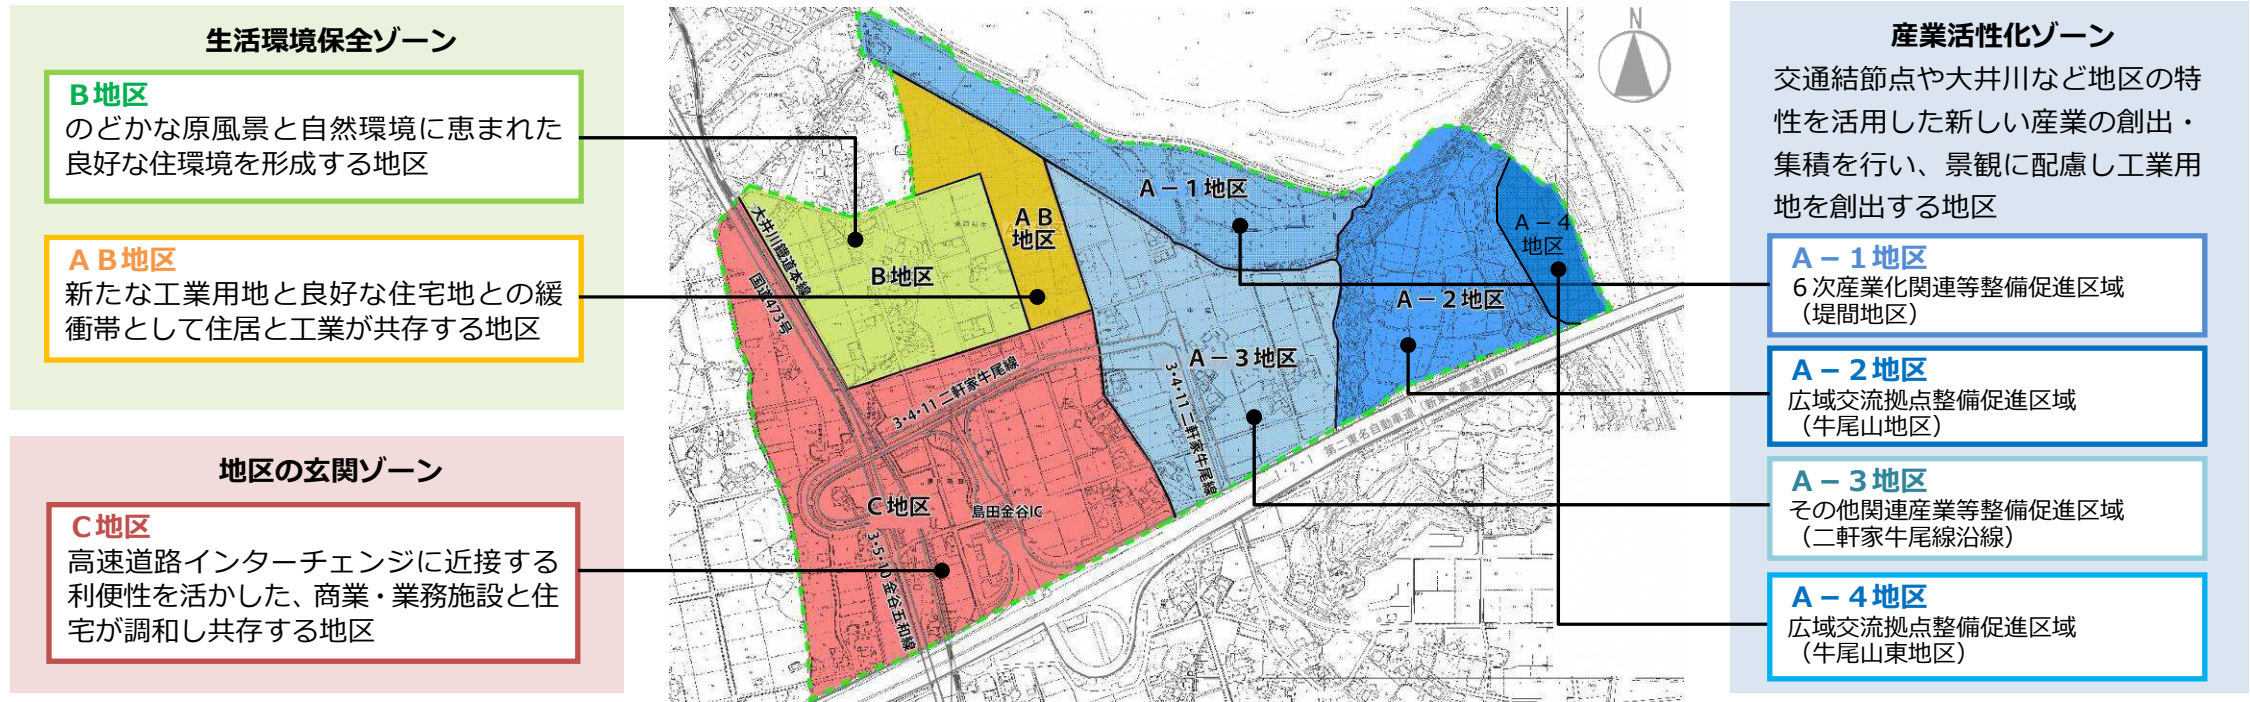 生活環境保全ゾーン
B地区
のどかな原風景と自然環境に恵まれた
良好な住環境を形成する地区
AB地区
新たな工業用地と良好な住宅地との緩
衝帯として住居と工業が共存する地区
地区の玄関ゾーン
C地区
高速道路インターチェンジに近接する
利便性を活かした、商業・業務施設と住
宅が調和し共存する地区
N
A-1地区
AB
地区
B地区
A-2地区
A-3地区
A-4
地区
C地区
島田金谷IC
大井川鐵道本線
国道473号
3・4・11 二軒家牛尾線
3・4・11 二軒家牛尾線
3・5・10 金谷五和線
1・2・1 第二東名自動車道(新東名高速道路)
産業活性化ゾーン
交通結節点や大井川など地区の特
性を活用した新しい産業の創出・
集積を行い、景観に配慮し工業用
地を創出する地区
A-1地区
6次産業化関連等整備促進区域
(堤間地区)
A-2地区
広域交流拠点整備促進区域
(牛尾山地区)
A-3地区
その他関連産業等整備促進区域
(二軒家牛尾線沿線)
A-4地区
広域交流拠点整備促進区域
(牛尾山東地区)